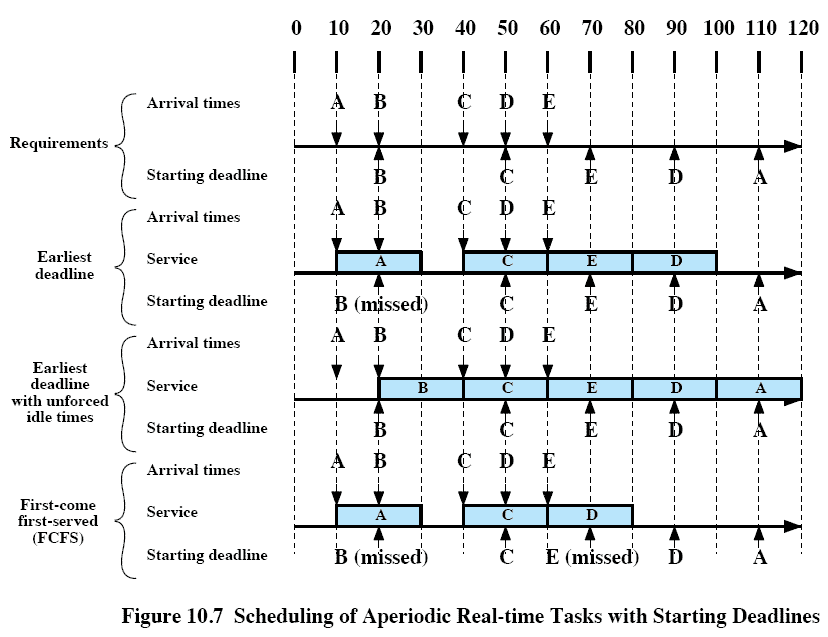 0 10 20 30 40 50 60 70 80 90 100 110 120
Requirements
Arrival times
A B C D E
Starting deadline
B C E D A
Earliest
deadline
Arrival times
A B C D E
Service
A C E D
Starting deadline
B (missed) C E D A
Earliest
deadline
with unforced
idle times
Arrival times
A B C D E
Service
B C E D A
Starting deadline
B C E D A
First-come
first-served
(FCFS)
Arrival times
A B C D E
Service
A C D
Starting deadline
B (missed) C E (missed) D A
Figure 10.7 Scheduling of Aperiodic Real-time Tasks with Starting Deadlines